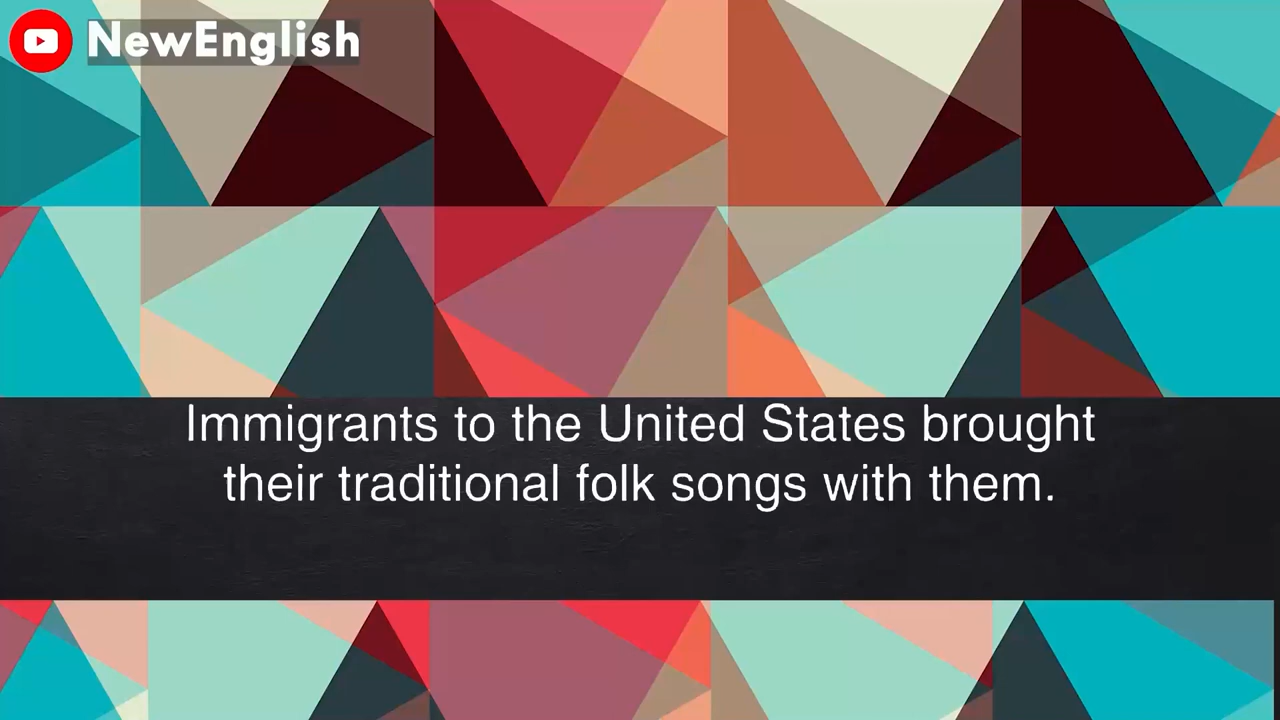 NewEnglish
Immigrants to the United States brought
their traditional folk songs with them.